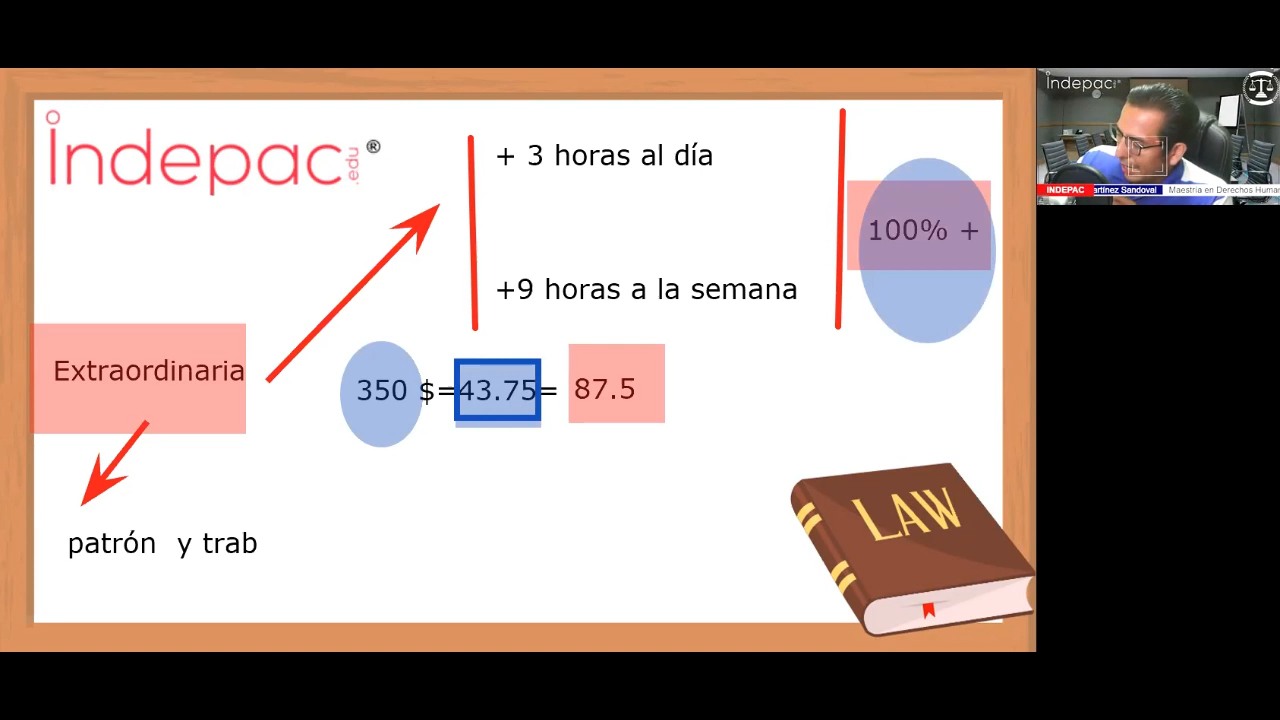 Indepac.edu®
+ 3 horas al día
100% +
+9 horas a la semana
Extraordinaria
350 $=43.75= 87.5
patrón y trab
LAW
Indepac
INDEPAC
artínez Sandoval
Maestría en Derechos Human